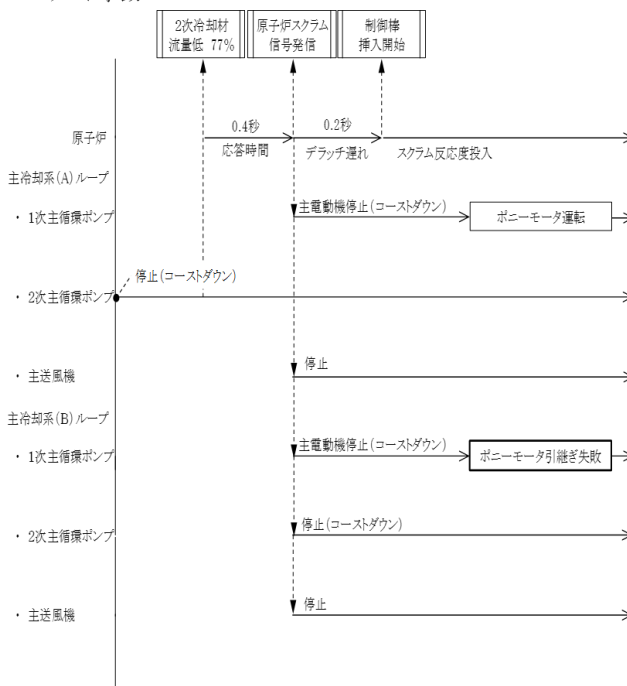 2次冷却材
流量低 77%
原子炉スクラム
信号発信
制御棒
挿入開始
原子炉
0.4秒
応答時間
0.2秒
デラッチ遅れ
スクラム反応度投入
主冷却系(A)ループ
・ 1次主循環ポンプ
主電動機停止(コーストダウン)
ポニーモータ運転
停止(コーストダウン)
・ 2次主循環ポンプ
・ 主送風機
停止
主冷却系(B)ループ
・ 1次主循環ポンプ
主電動機停止(コーストダウン)
ポニーモータ引継ぎ失敗
・ 2次主循環ポンプ
停止(コーストダウン)
・ 主送風機
停止